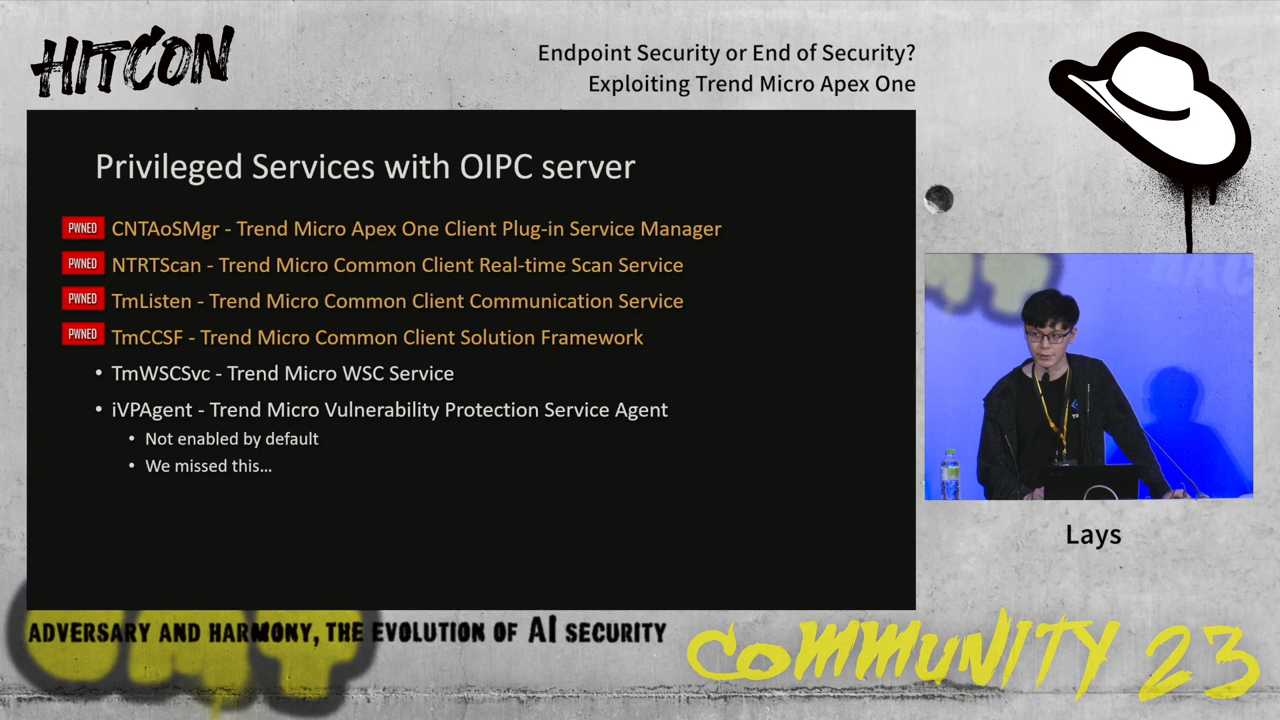 HITCON
Endpoint Security or End of Security?
Exploiting Trend Micro Apex One
Privileged Services with OIPC server
PWNED CNTAoSMgr - Trend Micro Apex One Client Plug-in Service Manager
PWNED NTRTScan - Trend Micro Common Client Real-time Scan Service
PWNED TmListen - Trend Micro Common Client Communication Service
PWNED TmCCSF - Trend Micro Common Client Solution Framework
• TmWSCSvc - Trend Micro WSC Service
• iVPAgent - Trend Micro Vulnerability Protection Service Agent
• Not enabled by default
• We missed this...
Lays
ADVERSARY AND HARMONY, THE EVOLUTION OF AI SECURITY
COMMUNITY 23